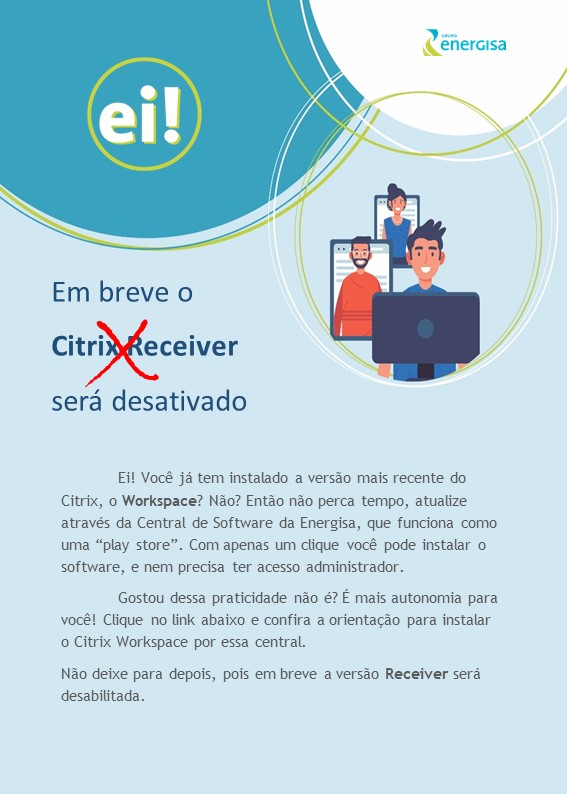 GRUPO
energisa
ei!
Em breve o
Citrix Receiver
será desativado
Ei! Você já tem instalado a versão mais recente do
Citrix, o Workspace? Não? Então não perca tempo, atualize
através da Central de Software da Energisa, que funciona como
uma “play store”. Com apenas um clique você pode instalar o
software, e nem precisa ter acesso administrador.
Gostou dessa praticidade não é? É mais autonomia para
você! Clique no link abaixo e confira a orientação para instalar
o Citrix Workspace por essa central.
Não deixe para depois, pois em breve a versão Receiver será
desabilitada.